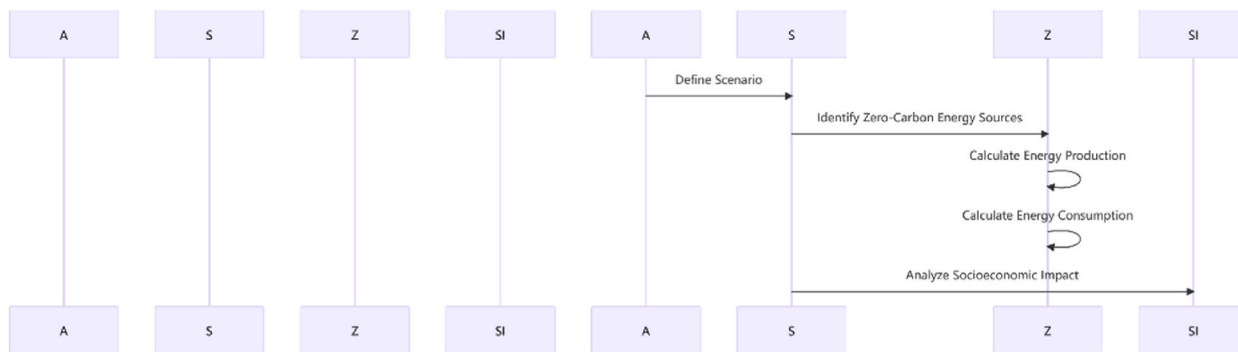 A S Z SI A S Z SI
Define Scenario
Identify Zero-Carbon Energy Sources
Calculate Energy Production
Calculate Energy Consumption
Analyze Socioeconomic Impact
A S Z SI A S Z SI